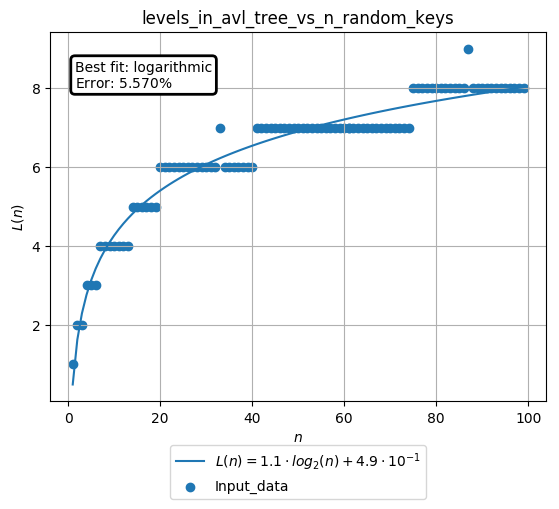 levels_in_avl_tree_vs_n_random_keys
Best fit: logarithmic
Error: 5.570%
8
6
4
2
L(n)
0 20 40 60 80 100
n
L(n) = 1.1 · log₂(n) + 4.9 · 10⁻¹
Input_data